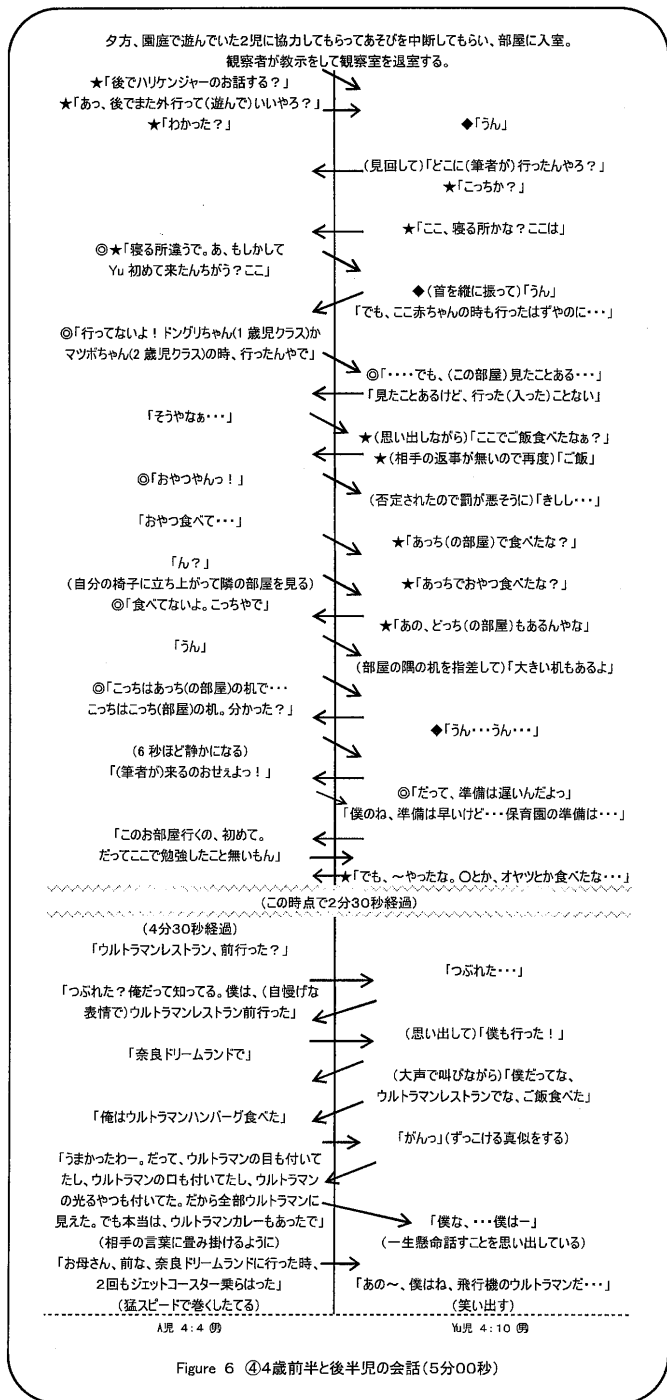 夕方、園庭で遊んでいた2児に協力してもらってあそびを中断してもらい、部屋に入室。
観察者が教示をして観察室を退室する。
★「後でハリケンジャーのお話する?」
★「あっ、後でまた外行って(遊んで)いいやろ?」
★「わかった?」
◆「うん」
(見回して)「どこに(筆者が)行ったんやろ?」
★「こっちか?」
★「ここ、寝る所かな?ここは」
◎★「寝る所違うで。あ、もしかして
Yu 初めて来たんちがう?ここ」
◆(首を縦に振って)「うん」
「でも、ここ赤ちゃんの時も行ったはずやのに・・・」
◎「行ってないよ!ドングリちゃん(1歳児クラス)か
マツボちゃん(2歳児クラス)の時、行ったんやで」
◎「・・・・でも、(この部屋)見たことある・・・」
「見たことあるけど、行った(入った)ことない」
「そうやなぁ・・・」
★(思い出しながら)「ここでご飯食べたなぁ?」
★(相手の返事が無いので再度)「ご飯」
◎「おやつやんっ!」
(否定されたので罰が悪そうに)「きしし・・・」
「おやつ食べて・・・」
★「あっち(の部屋)で食べたな?」
「ん?」
(自分の椅子に立ち上がって隣の部屋を見る)
★「あっちでおやつ食べたな?」
◎「食べてないよ。こっちやで」
★「あの、どっち(の部屋)もあるんやな」
「うん」
(部屋の隅の机を指差して)「大きい机もあるよ」
◎「こっちはあっち(の部屋)の机で・・・
こっちはこっち(部屋)の机。分かった?」
◆「うん・・・うん・・・」
(6秒ほど静かになる)
「(筆者が)来るのおせぇよっ!」
◎「だって、準備は遅いんだよっ」
「僕のね、準備は早いけど・・・保育園の準備は・・・」
「このお部屋行くの、初めて。
だってここで勉強したこと無いもん」
★「でも、～やったな。〇とか、オヤツとか食べたな・・・」
(この時点で2分30秒経過)
(4分30秒経過)
「ウルトラマンレストラン、前行った?」
「つぶれた・・・」
「つぶれた?俺だって知ってる。僕は、(自慢げな
表情で)ウルトラマンレストラン前行った」
(思い出して)「僕も行った!」
「奈良ドリームランドで」
(大声で叫びながら)「僕だってな、
ウルトラマンレストランでな、ご飯食べた」
「俺はウルトラマンハンバーグ食べた」
「がんっ」(ずっこける真似をする)
「うまかったわー。だって、ウルトラマンの目も付いて
たし、ウルトラマンの口も付いてたし、ウルトラマン
の光るやつも付いてた。だから全部ウルトラマンに
見えた。でも本当は、ウルトラマンカレーもあったで」
(相手の言葉に畳み掛けるように)
「僕な、・・・僕はー」
(一生懸命話すことを思い出している)
「お母さん、前な、奈良ドリームランドに行った時、
2回もジェットコースター乗らはった」
(猛スピードで巻くしたてる)
「あの～、僕はね、飛行機のウルトラマンだ・・・」
(笑い出す)
A児 4:4 ㊚
Yu児 4:10 ㊚
Figure 6 ④4歳前半と後半児の会話(5分00秒)